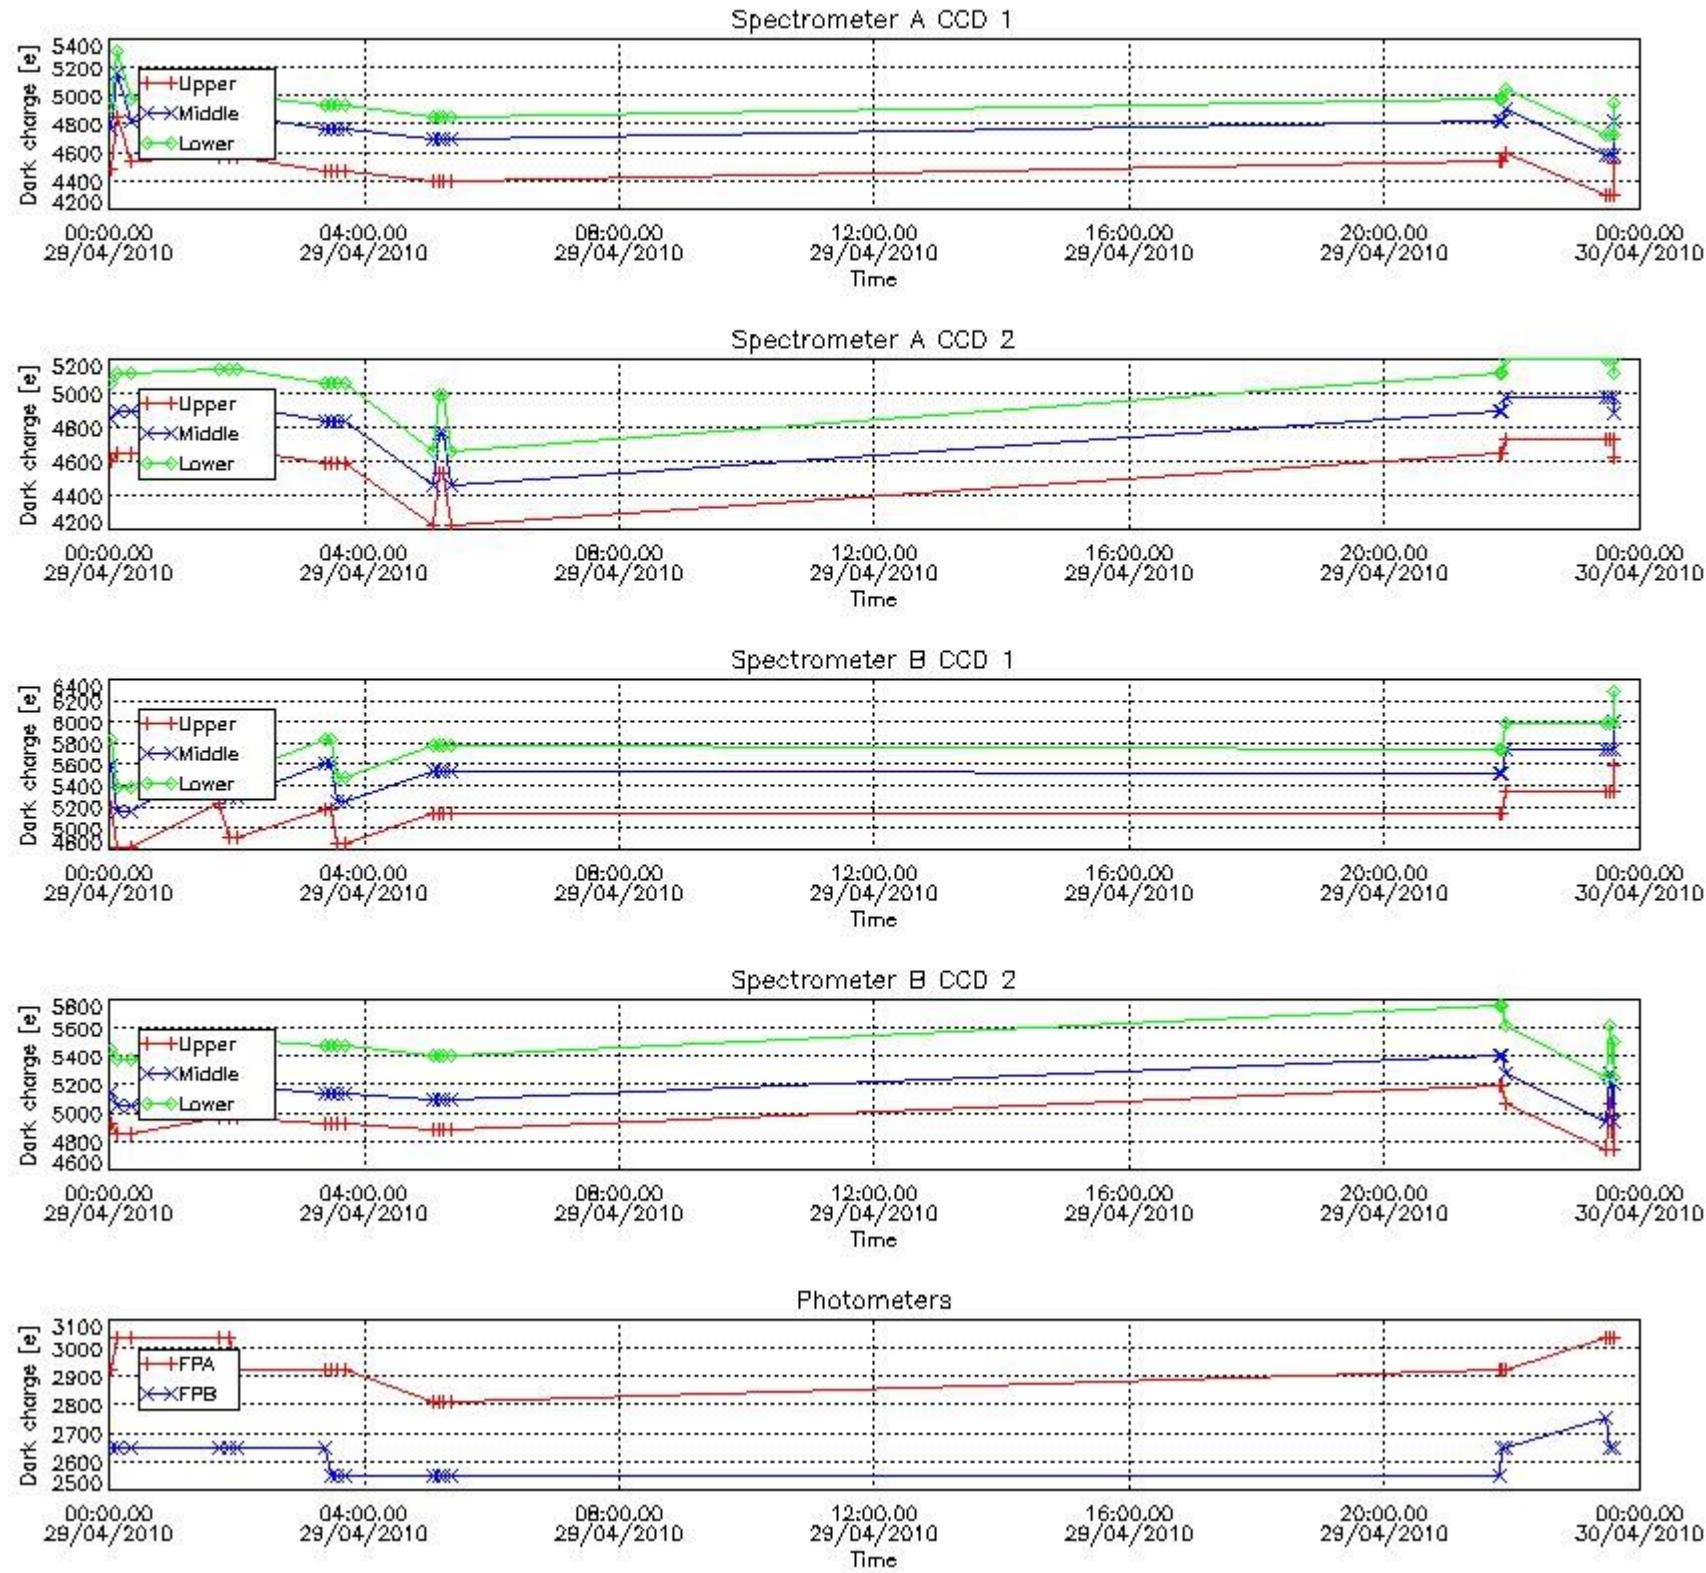 Spectrometer A CCD 1
Dark charge [e]
5400
5200
5000
4800
4600
4400
4200
Upper
Middle
Lower
00:00.00 04:00.00 08:00.00 12:00.00 16:00.00 20:00.00 00:00.00
29/04/2010 29/04/2010 29/04/2010 29/04/2010 29/04/2010 29/04/2010 30/04/2010
Time
Spectrometer A CCD 2
Dark charge [e]
5200
5000
4800
4600
4400
4200
Upper
Middle
Lower
00:00.00 04:00.00 08:00.00 12:00.00 16:00.00 20:00.00 00:00.00
29/04/2010 29/04/2010 29/04/2010 29/04/2010 29/04/2010 29/04/2010 30/04/2010
Time
Spectrometer B CCD 1
Dark charge [e]
6400
6200
6000
5800
5600
5400
5200
5000
4800
Upper
Middle
Lower
00:00.00 04:00.00 08:00.00 12:00.00 16:00.00 20:00.00 00:00.00
29/04/2010 29/04/2010 29/04/2010 29/04/2010 29/04/2010 29/04/2010 30/04/2010
Time
Spectrometer B CCD 2
Dark charge [e]
5800
5600
5400
5200
5000
4800
4600
Upper
Middle
Lower
00:00.00 04:00.00 08:00.00 12:00.00 16:00.00 20:00.00 00:00.00
29/04/2010 29/04/2010 29/04/2010 29/04/2010 29/04/2010 29/04/2010 30/04/2010
Time
Photometers
Dark charge [e]
3100
3000
2900
2800
2700
2600
2500
FPA
FPB
00:00.00 04:00.00 08:00.00 12:00.00 16:00.00 20:00.00 00:00.00
29/04/2010 29/04/2010 29/04/2010 29/04/2010 29/04/2010 29/04/2010 30/04/2010
Time